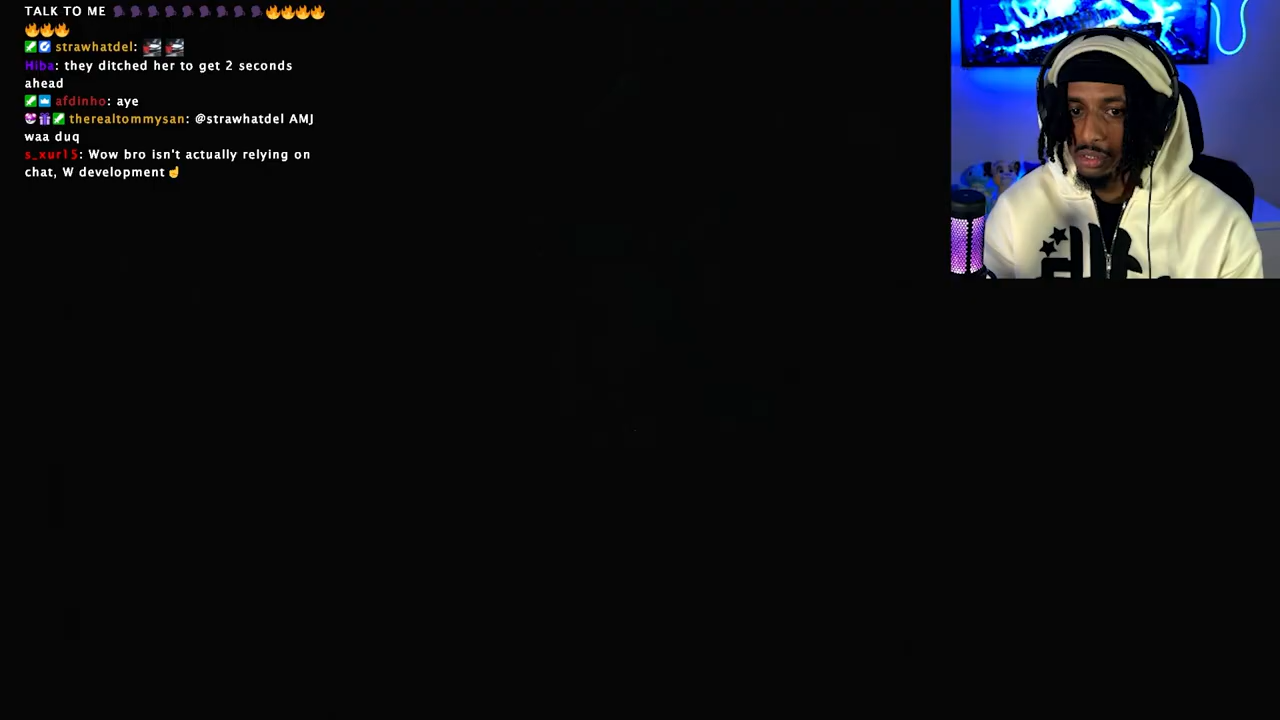 TALK TO ME 🗣🗣🗣🗣🗣🗣🗣🗣🗣🔥🔥🔥🔥
🔥🔥🔥
strawhatdel:
Hiba: they ditched her to get 2 seconds
ahead
afdinho: aye
therealtommysan: @strawhatdel AMJ
waa duq
s_xur15: Wow bro isn't actually relying on
chat, W development☝